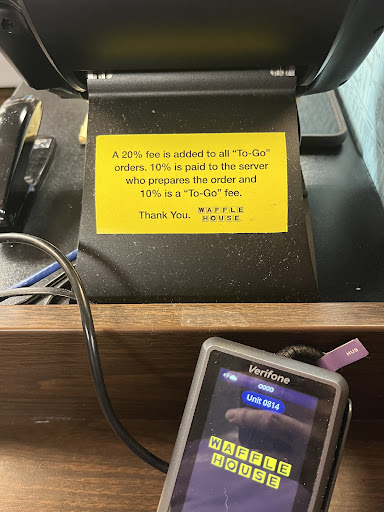 A 20% fee is added to all “To-Go”
orders. 10% is paid to the server
who prepares the order and
10% is a “To-Go” fee.
Thank You. WAFFLE
HOUSE
HUB
Verifone
Unit 0814
WAFFLE
HOUSE